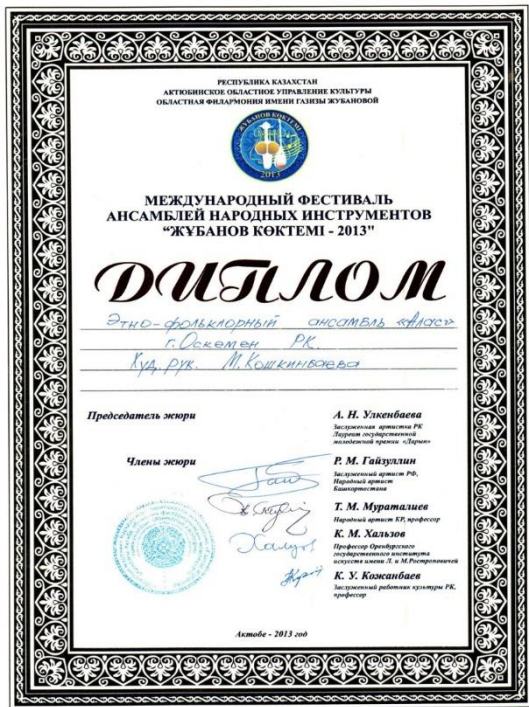 РЕСПУБЛИКА КАЗАХСТАН
АКТЮБИНСКОЕ ОБЛАСТНОЕ УПРАВЛЕНИЕ КУЛЬТУРЫ
ОБЛАСТНАЯ ФИЛАРМОНИЯ ИМЕНИ ГАЗИЗЫ ЖУБАНОВОЙ
ЖҰБАНОВ КӨКТЕМІ
2013
МЕЖДУНАРОДНЫЙ ФЕСТИВАЛЬ
АНСАМБЛЕЙ НАРОДНЫХ ИНСТРУМЕНТОВ
"ЖҰБАНОВ КӨКТЕМІ - 2013"
ДИПЛОМ
Этно-фольклорный ансамбль «Алас»
г. Оскемен РК
Худ. рук. М. Кошкинбаева
Председатель жюри
А. Н. Улкенбаева
Заслуженная артистка РК
Лауреат государственной
молодежной премии «Дарын»
Члены жюри
Р. М. Гайзуллин
Заслуженный артист РФ,
Народный артист
Башкортостана
Т. М. Мураталиев
Народный артист КР, профессор
К. М. Хальзов
Профессор Оренбургского
государственного института
искусств имени Л. и М.Ростроповичей
К. У. Кожанбаев
Заслуженный работник культуры РК,
профессор
Актобе - 2013 год